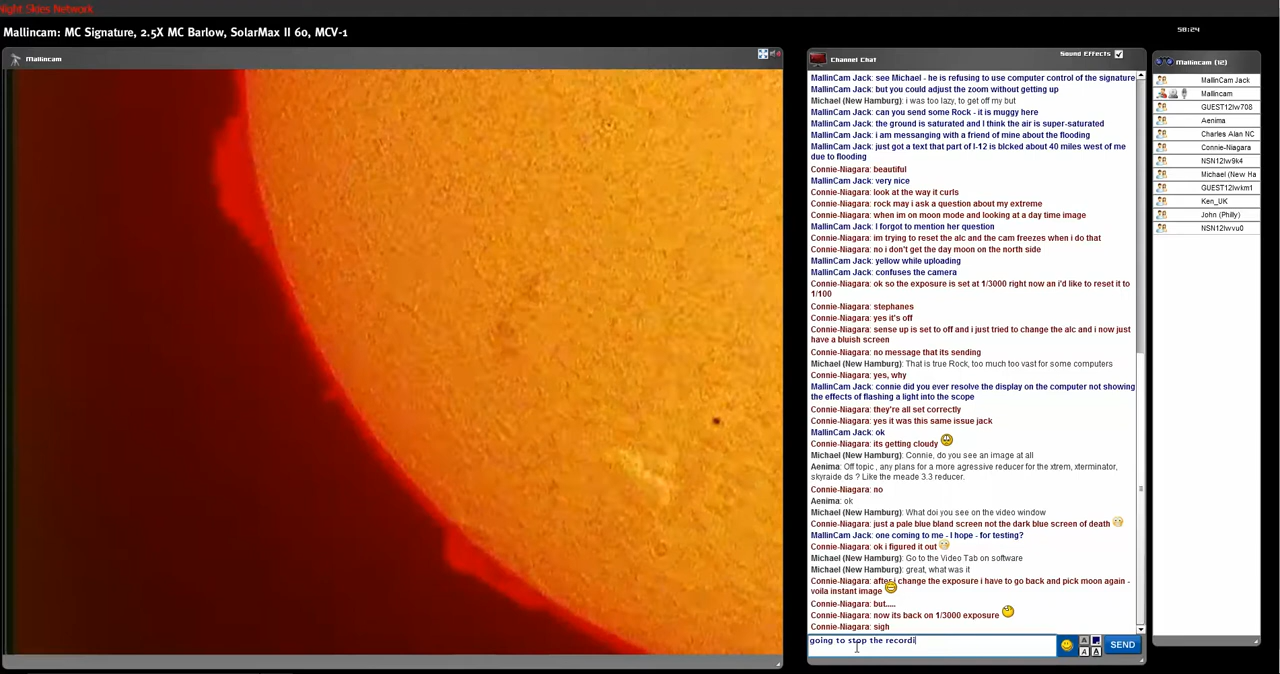 Night Skies Network
Mallincam: MC Signature, 2.5X MC Barlow, SolarMax II 60, MCV-1
58:24
Mallincam
Channel Chat
Sound Effects
MallinCam Jack: see Michael - he is refusing to use computer control of the signature
MallinCam Jack: but you could adjust the zoom without getting up
Michael (New Hamburg): i was too lazy, to get off my but
MallinCam Jack: can you send some Rock - it is muggy here
MallinCam Jack: the ground is saturated and I think the air is super-saturated
MallinCam Jack: i am messanging with a friend of mine about the flooding
MallinCam Jack: just got a text that part of I-12 is blcked about 40 miles west of me
due to flooding
Connie-Niagara: beautiful
MallinCam Jack: very nice
Connie-Niagara: look at the way it curls
Connie-Niagara: rock may i ask a question about my extreme
Connie-Niagara: when im on moon mode and looking at a day time image
MallinCam Jack: I forgot to mention her question
Connie-Niagara: im trying to reset the alc and the cam freezes when i do that
Connie-Niagara: no i don't get the day moon on the north side
MallinCam Jack: yellow while uploading
MallinCam Jack: confuses the camera
Connie-Niagara: ok so the exposure is set at 1/3000 right now an i'd like to reset it to
1/100
Connie-Niagara: stephanes
Connie-Niagara: yes it's off
Connie-Niagara: sense up is set to off and i just tried to change the alc and i now just
have a bluish screen
Connie-Niagara: no message that its sending
Michael (New Hamburg): That is true Rock, too much too vast for some computers
Connie-Niagara: yes, why
MallinCam Jack: connie did you ever resolve the display on the computer not showing
the effects of flashing a light into the scope
Connie-Niagara: they're all set correctly
Connie-Niagara: yes it was this same issue jack
MallinCam Jack: ok
Connie-Niagara: its getting cloudy
Michael (New Hamburg): Connie, do you see an image at all
Aenima: Off topic , any plans for a more agressive reducer for the xtrem, xterminator,
skyraide ds ? Like the meade 3.3 reducer.
Connie-Niagara: no
Aenima: ok
Michael (New Hamburg): What doi you see on the video window
Connie-Niagara: just a pale blue bland screen not the dark blue screen of death
MallinCam Jack: one coming to me - I hope - for testing?
Connie-Niagara: ok i figured it out
Michael (New Hamburg): Go to the Video Tab on software
Michael (New Hamburg): great, what was it
Connie-Niagara: after i change the exposure i have to go back and pick moon again -
voila instant image
Connie-Niagara: but.....
Connie-Niagara: now its back on 1/3000 exposure
Connie-Niagara: sigh
going to stop the recordi
A
A A
SEND
Mallincam (12)
MallinCam Jack
Mallincam
GUEST12lw708
Aenima
Charles Alan NC
Connie-Niagara
NSN12lw9k4
Michael (New Ha
GUEST12lwkm1
Ken_UK
John (Philly)
NSN12lwvu0